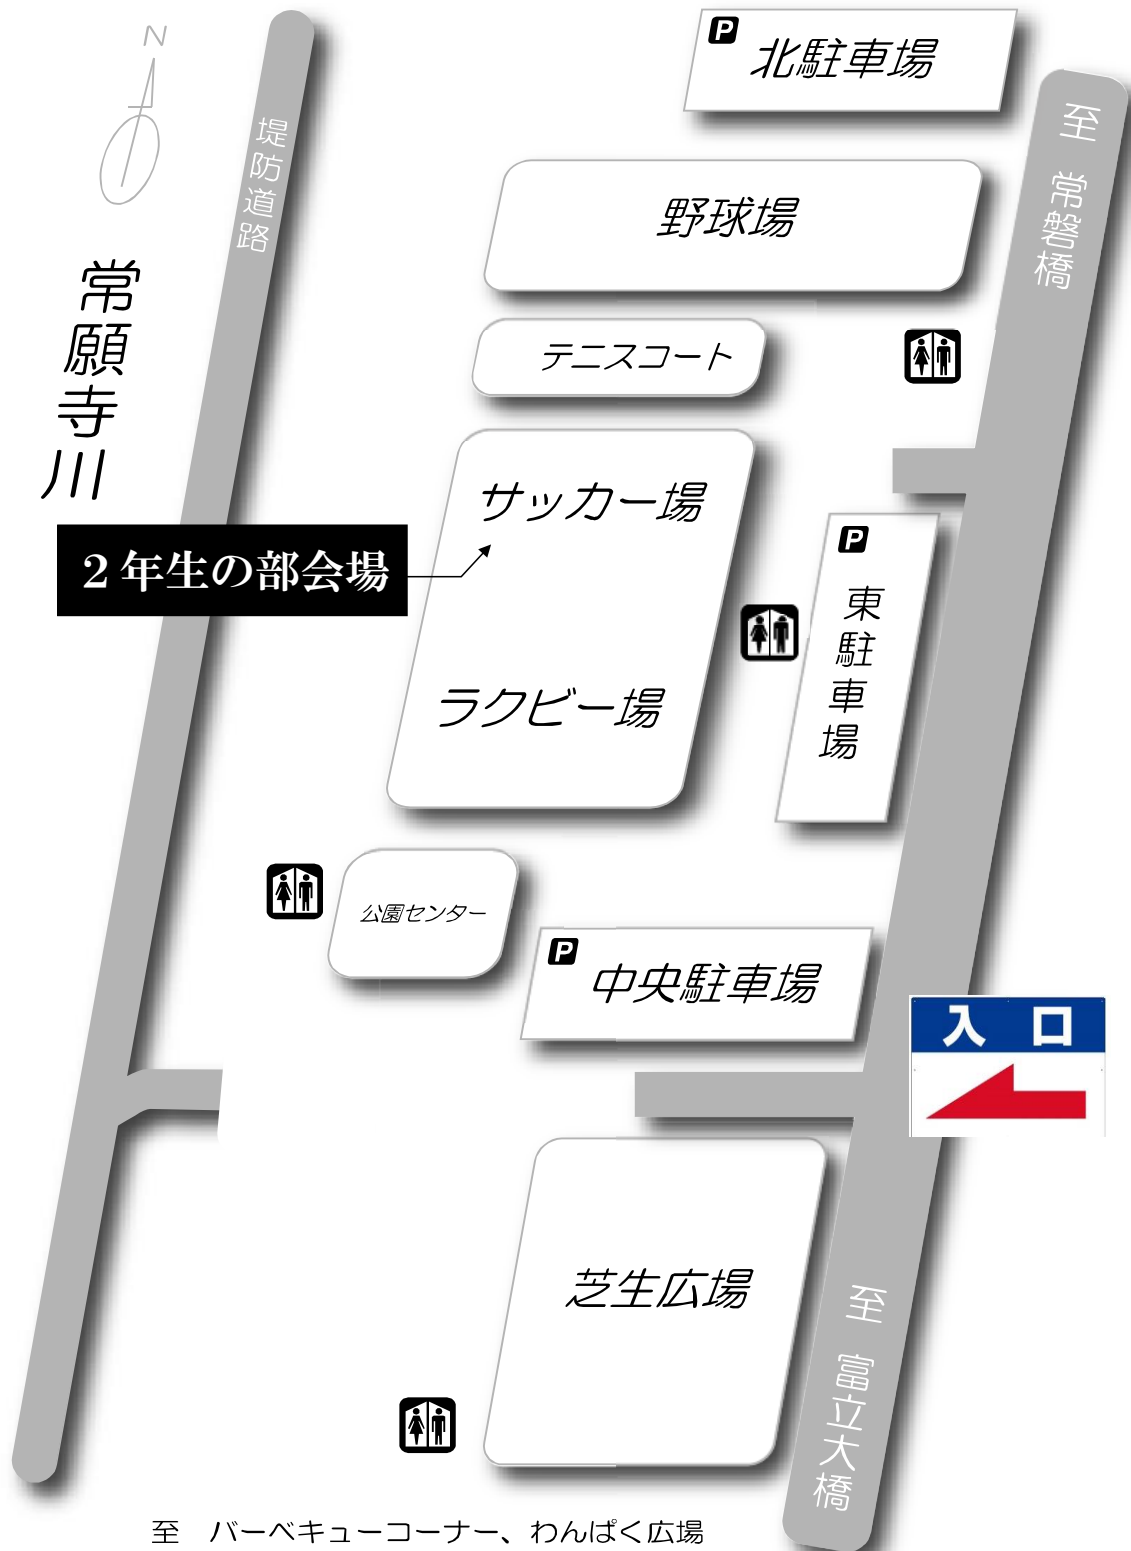 N
P
北駐車場
至 常磐橋
堤防道路
野球場
常願寺川
テニスコート
サッカー場
2年生の部会場
P
東駐車場
ラクビー場
公園センター
P
中央駐車場
入口
芝生広場
至 富立大橋
至 バーベキューコーナー、わんぱく広場